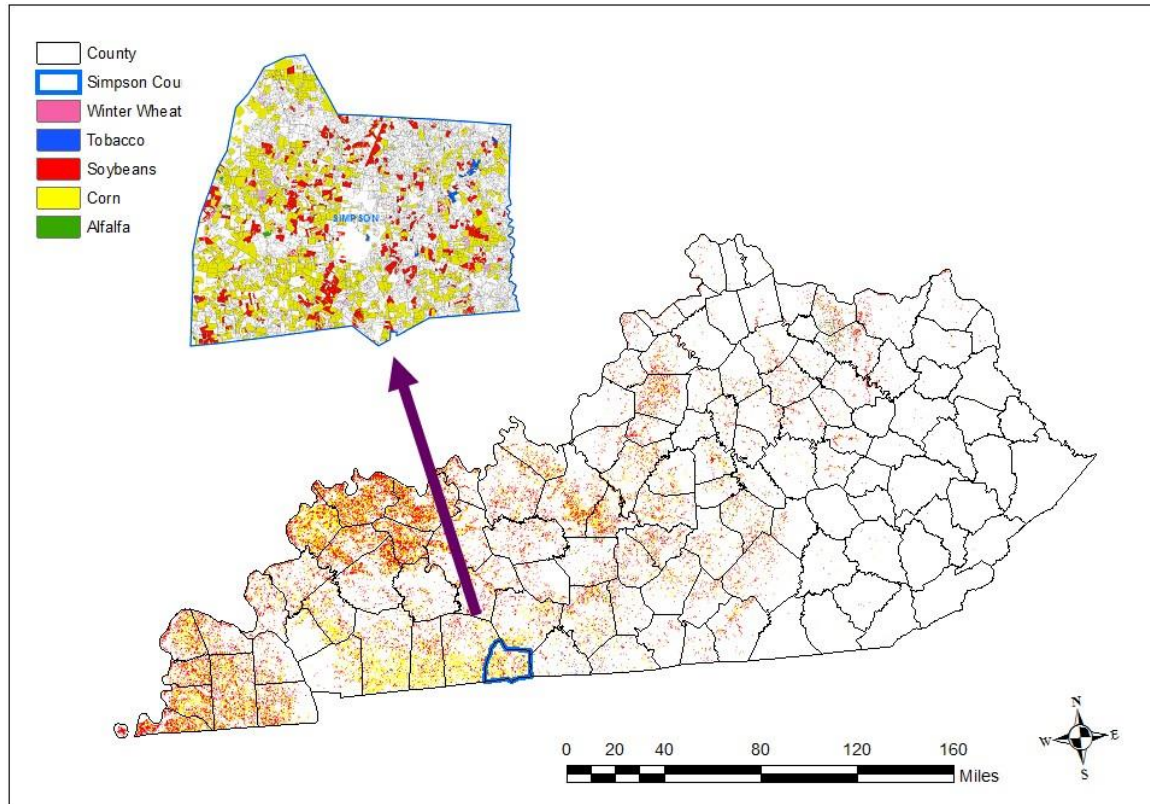 County
Simpson Cou
Winter Wheat
Tobacco
Soybeans
Corn
Alfalfa
SIMPSON
N
W
E
S
0 20 40 80 120 160
Miles